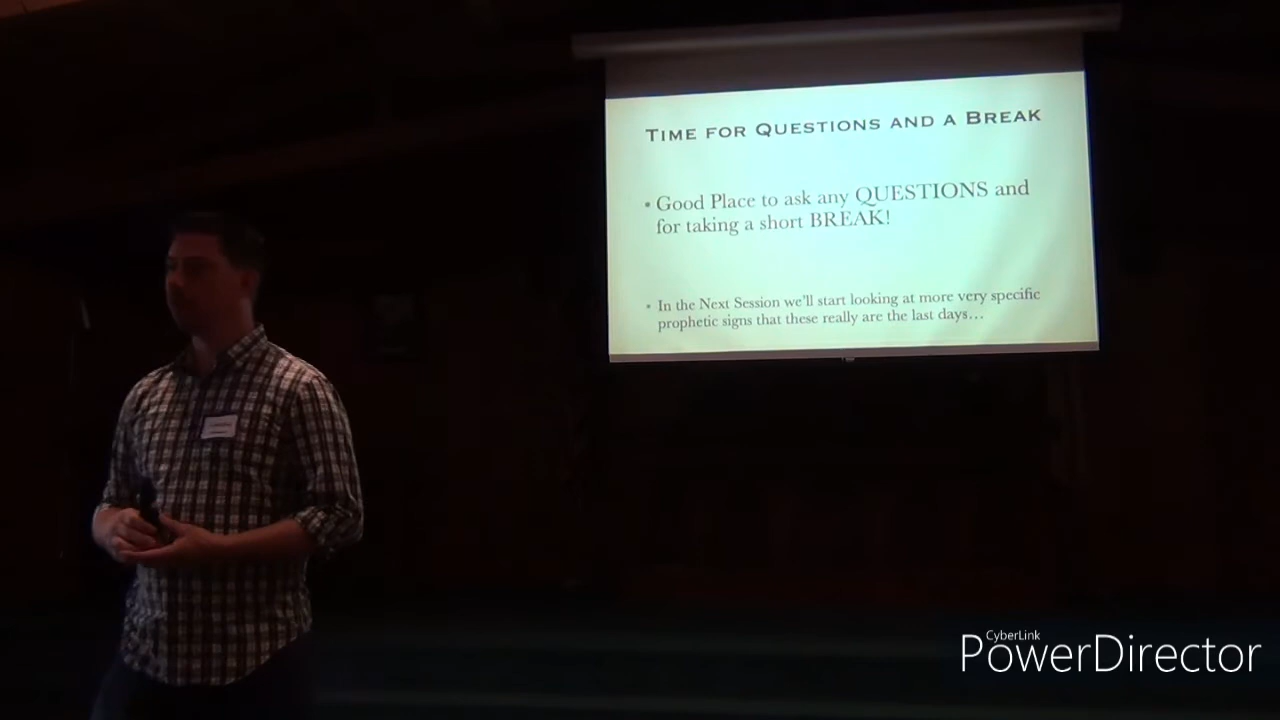 TIME FOR QUESTIONS AND A BREAK
• Good Place to ask any QUESTIONS and
for taking a short BREAK!
• In the Next Session we'll start looking at more very specific
prophetic signs that these really are the last days...
CyberLink
PowerDirector